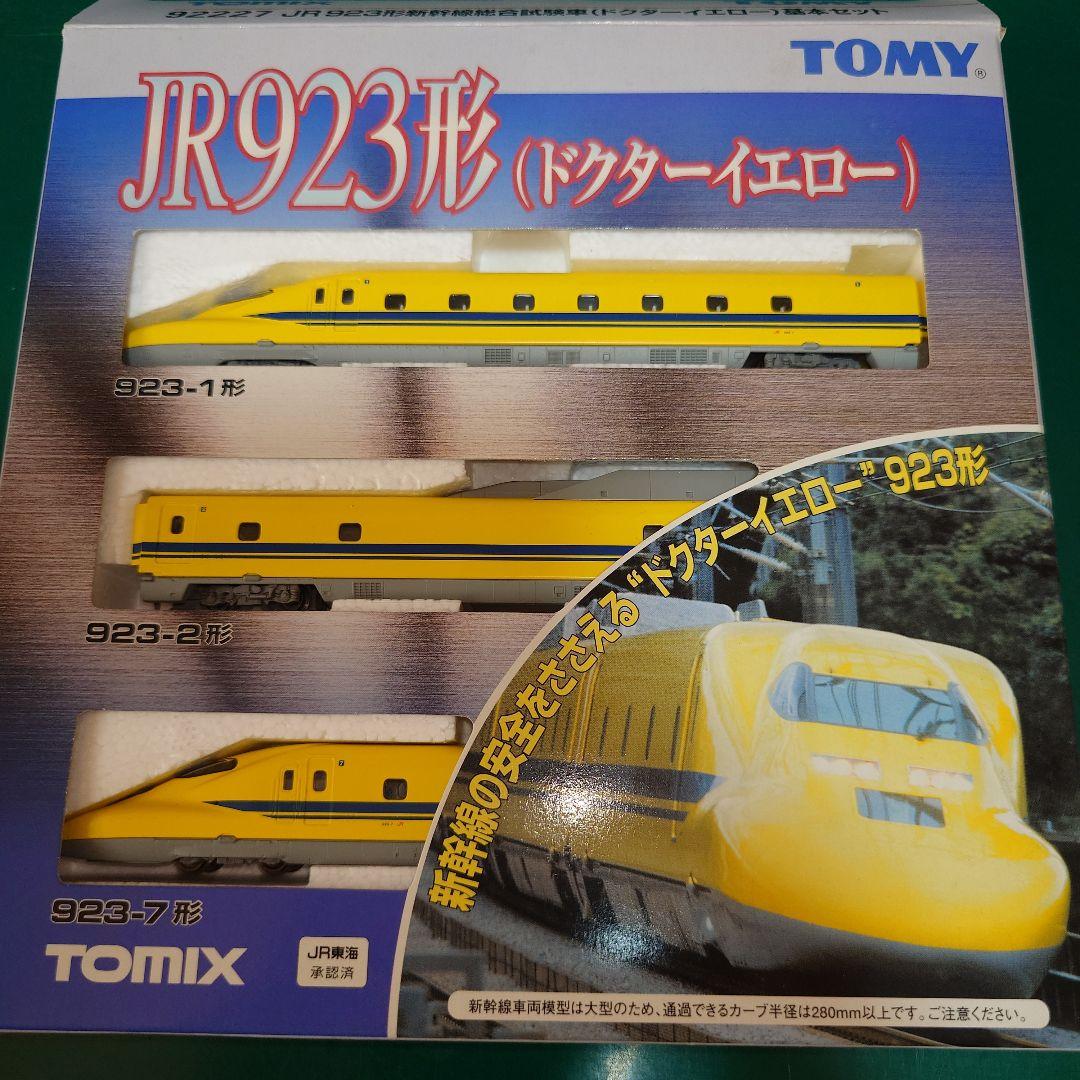 92227 JR923形新幹線総合試験車(ドクターイエロー)基本セット
TOMY®
JR923形(ドクターイエロー)
923-1形
923-2形
923-7形
新幹線の安全をささえる“ドクターイエロー”923形
TOMIX
JR東海
承認済
新幹線車両模型は大型のため、通過できるカーブ半径は280mm以上です。ご注意ください。